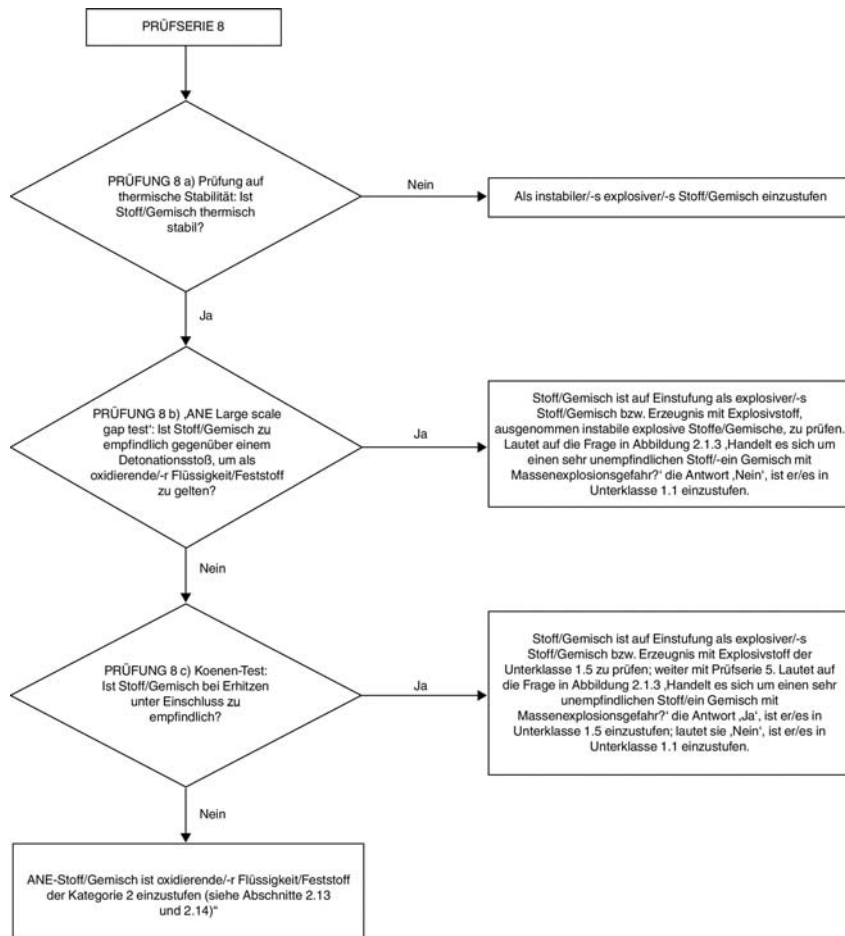 PRÜFSERIE 8
PRÜFUNG 8 a) Prüfung auf
thermische Stabilität: Ist
Stoff/Gemisch thermisch
stabil?
Nein
Als instabiler/-s explosiver/-s Stoff/Gemisch einzustufen
Ja
PRÜFUNG 8 b) ‚ANE Large scale
gap test‘: Ist Stoff/Gemisch zu
empfindlich gegenüber einem
Detonationsstoß, um als
oxidierende/-r Flüssigkeit/Feststoff
zu gelten?
Ja
Stoff/Gemisch ist auf Einstufung als explosiver/-s
Stoff/Gemisch bzw. Erzeugnis mit Explosivstoff,
ausgenommen instabile explosive Stoffe/Gemische, zu prüfen.
Lautet auf die Frage in Abbildung 2.1.3 ‚Handelt es sich um
einen sehr unempfindlichen Stoff/-ein Gemisch mit
Massenexplosionsgefahr?‘ die Antwort ‚Nein‘, ist er/es in
Unterklasse 1.1 einzustufen.
Nein
PRÜFUNG 8 c) Koenen-Test:
Ist Stoff/Gemisch bei Erhitzen
unter Einschluss zu
empfindlich?
Ja
Stoff/Gemisch ist auf Einstufung als explosiver/-s
Stoff/Gemisch bzw. Erzeugnis mit Explosivstoff der
Unterklasse 1.5 zu prüfen; weiter mit Prüfserie 5. Lautet auf
die Frage in Abbildung 2.1.3 ‚Handelt es sich um einen sehr
unempfindlichen Stoff/ein Gemisch mit
Massenexplosionsgefahr?‘ die Antwort ‚Ja‘, ist er/es in
Unterklasse 1.5 einzustufen; lautet sie ‚Nein‘, ist er/es in
Unterklasse 1.1 einzustufen.
Nein
ANE-Stoff/Gemisch ist oxidierende/-r Flüssigkeit/Feststoff
der Kategorie 2 einzustufen (siehe Abschnitte 2.13
und 2.14)“